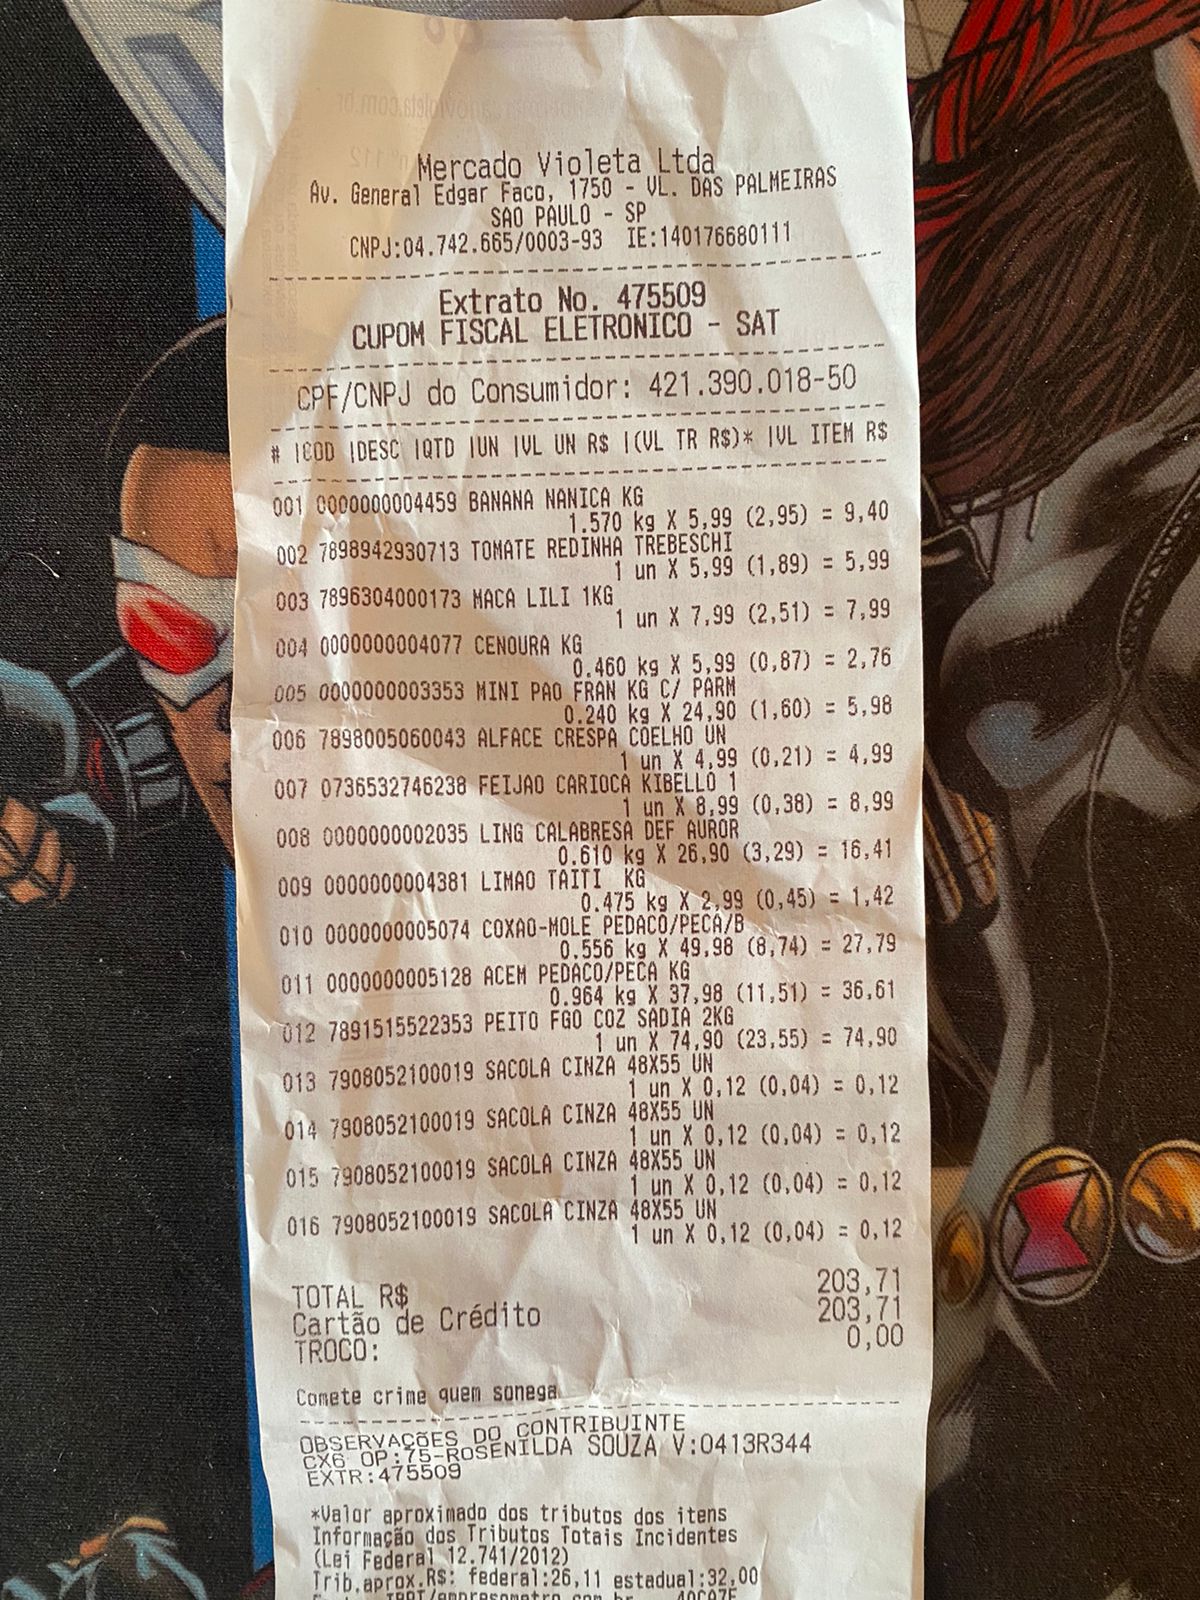 Mercado Violeta Ltda
Av. General Edgar Faco, 1750 - VL. DAS PALMEIRAS
SAO PAULO - SP
CNPJ:04.742.665/0003-93 IE:140176680111
Extrato No. 475509
CUPOM FISCAL ELETRONICO - SAT
CPF/CNPJ do Consumidor: 421.390.018-50
# |COD |DESC |QTD |UN |VL UN R$ |(VL TR R$)* |VL ITEM R$
001 0000000004459 BANANA NANICA KG
1.570 kg X 5,99 (2,95) = 9,40
002 7898942930713 TOMATE REDINHA TREBESCHI
1 un X 5,99 (1,89) = 5,99
003 7896304000173 MACA LILI 1KG
1 un X 7,99 (2,51) = 7,99
004 0000000004077 CENOURA KG
0.460 kg X 5,99 (0,87) = 2,76
005 0000000003353 MINI PAO FRAN KG C/ PARM
0.240 kg X 24,90 (1,60) = 5,98
006 7898005060043 ALFACE CRESPA COELHO UN
1 un X 4,99 (0,21) = 4,99
007 0736532746238 FEIJAO CARIOCA KIBELLO 1
1 un X 8,99 (0,38) = 8,99
008 0000000002035 LING CALABRESA DEF AUROR
0.610 kg X 26,90 (3,29) = 16,41
009 0000000004381 LIMAO TAITI KG
0.475 kg X 2,99 (0,45) = 1,42
010 0000000005074 COXAO-MOLE PEDACO/PECA/B
0.556 kg X 49,98 (8,74) = 27,79
011 0000000005128 ACEM PEDACO/PECA KG
0.964 kg X 37,98 (11,51) = 36,61
012 7891515522353 PEITO FGO COZ SADIA 2KG
1 un X 74,90 (23,55) = 74,90
013 7908052100019 SACOLA CINZA 48X55 UN
1 un X 0,12 (0,04) = 0,12
014 7908052100019 SACOLA CINZA 48X55 UN
1 un X 0,12 (0,04) = 0,12
015 7908052100019 SACOLA CINZA 48X55 UN
1 un X 0,12 (0,04) = 0,12
016 7908052100019 SACOLA CINZA 48X55 UN
1 un X 0,12 (0,04) = 0,12
TOTAL R$ 203,71
Cartão de Crédito 203,71
TROCO: 0,00
Comete crime quem sonega
OBSERVAÇÕES DO CONTRIBUINTE
CX6 OP:75-ROSENILDA SOUZA V:0413R344
EXTR:475509
*Valor aproximado dos tributos dos itens
Informação dos Tributos Totais Incidentes
(Lei Federal 12.741/2012)
Trib.aprox.R$: federal:26,11 estadual:32,00